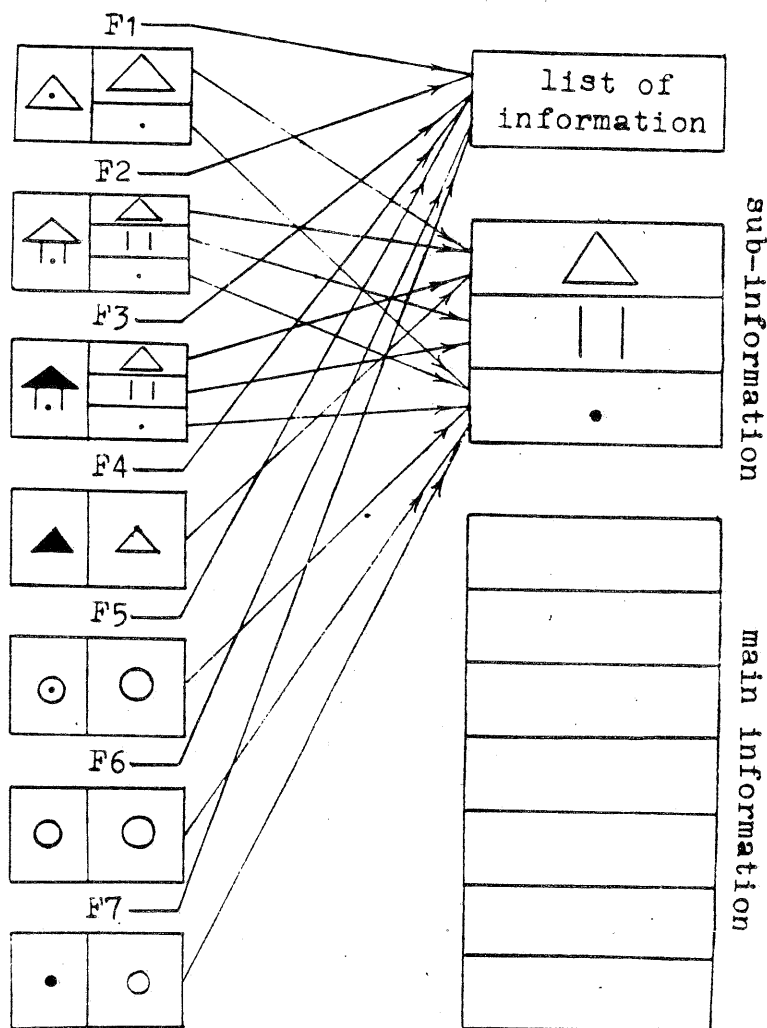 F1
list of
information
F2
sub-information
F3
F4
F5
main information
F6
F7